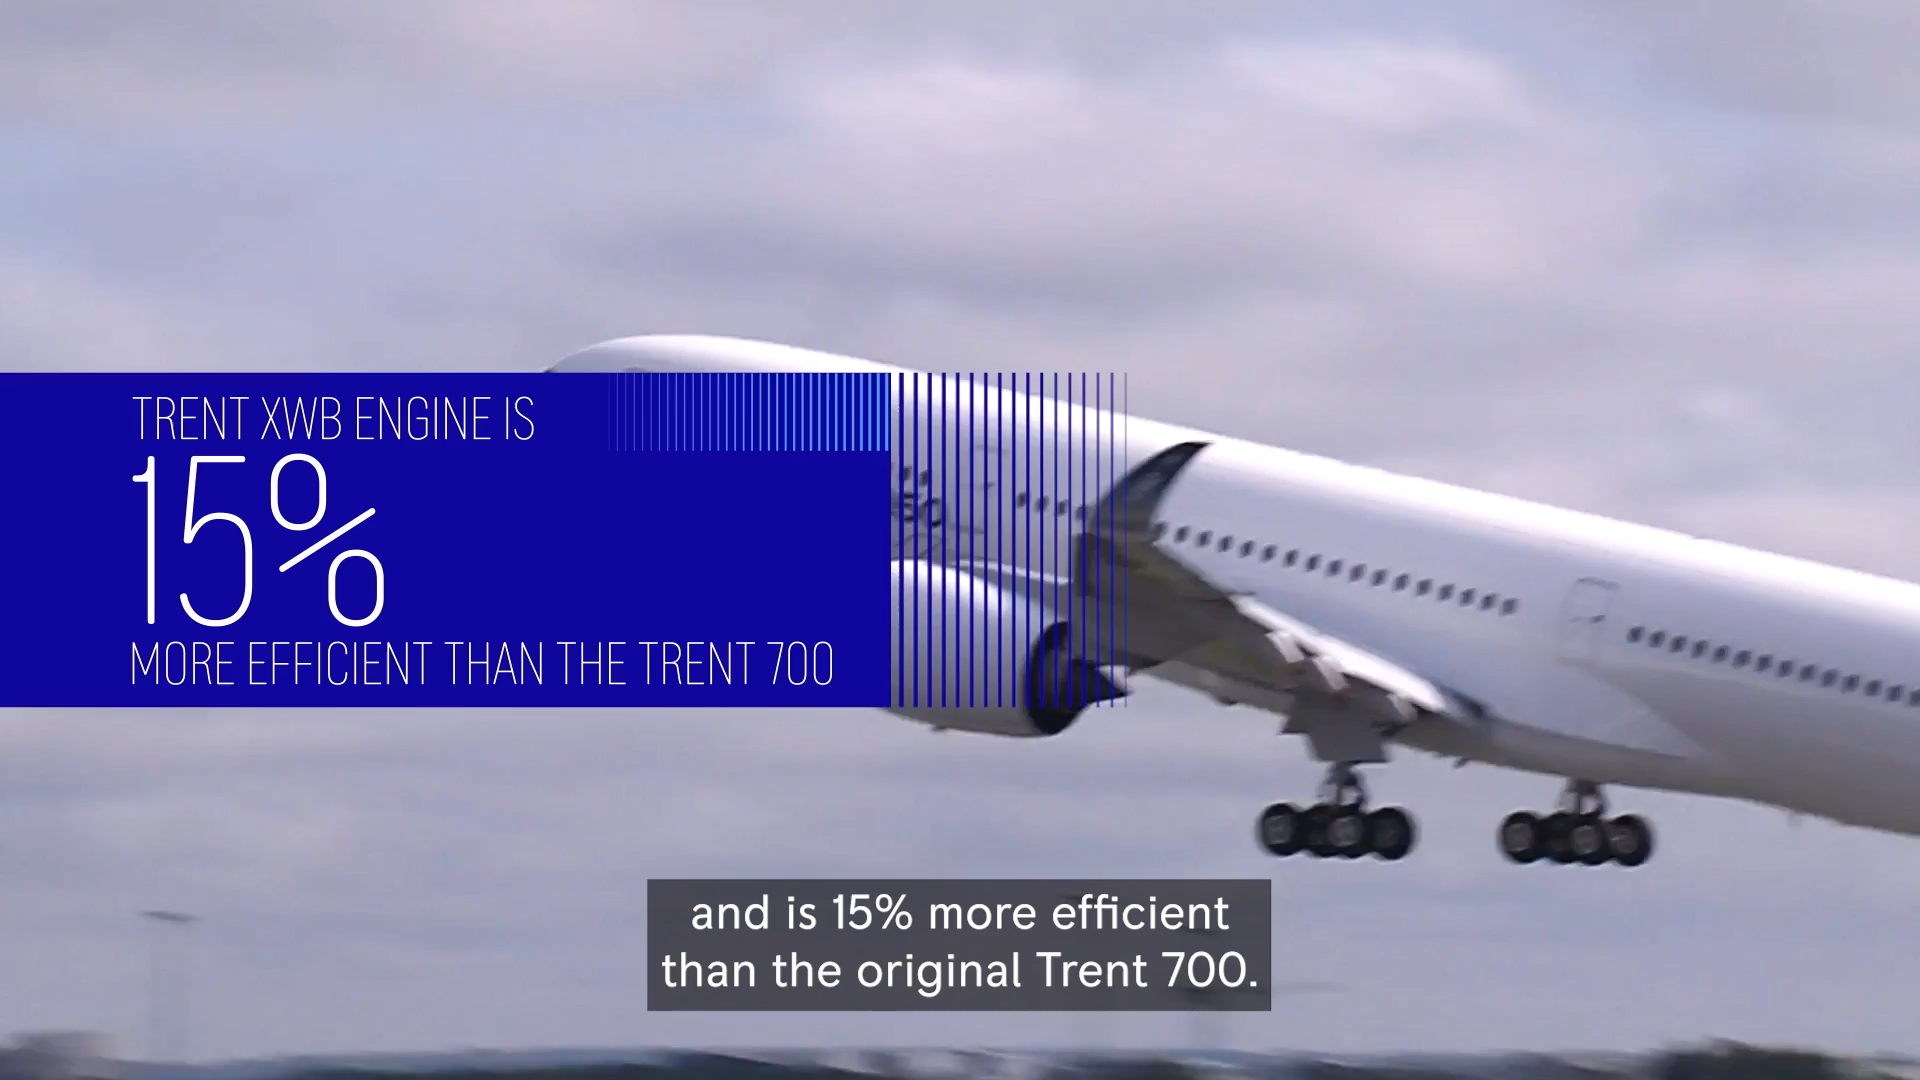 TRENT XWB ENGINE IS
15%
MORE EFFICIENT THAN THE TRENT 700
and is 15% more efficient
than the original Trent 700.